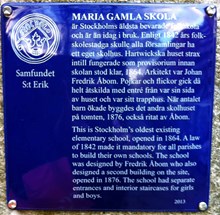 MARIA GAMLA SKOLA
är Stockholms äldsta bevarade folkskola
och är än idag i bruk. Enligt 1842 års folk-
skolestadga skulle alla församlingar ha
ett eget skolhus. Hartwickska huset strax
intill fungerade som provisorium innan
skolan stod klar, 1864. Arkitekt var Johan
Fredrik Åbom. Pojkar och flickor gick då
helt åtskilda med entré från var sin sida
av huset och var sitt trapphus. När antalet
barn ökade byggdes det andra skolhuset
på tomten, 1876, också ritat av Åbom.
This is Stockholm's oldest existing
elementary school, opened in 1864. A law
of 1842 made it mandatory for all parishes
to build their own schools. The school
was designed by Fredrik Åbom who also
designed a second building on the site,
opened in 1876. The school had separate
entrances and interior staircases for girls
and boys.
2013
Samfundet
St Erik